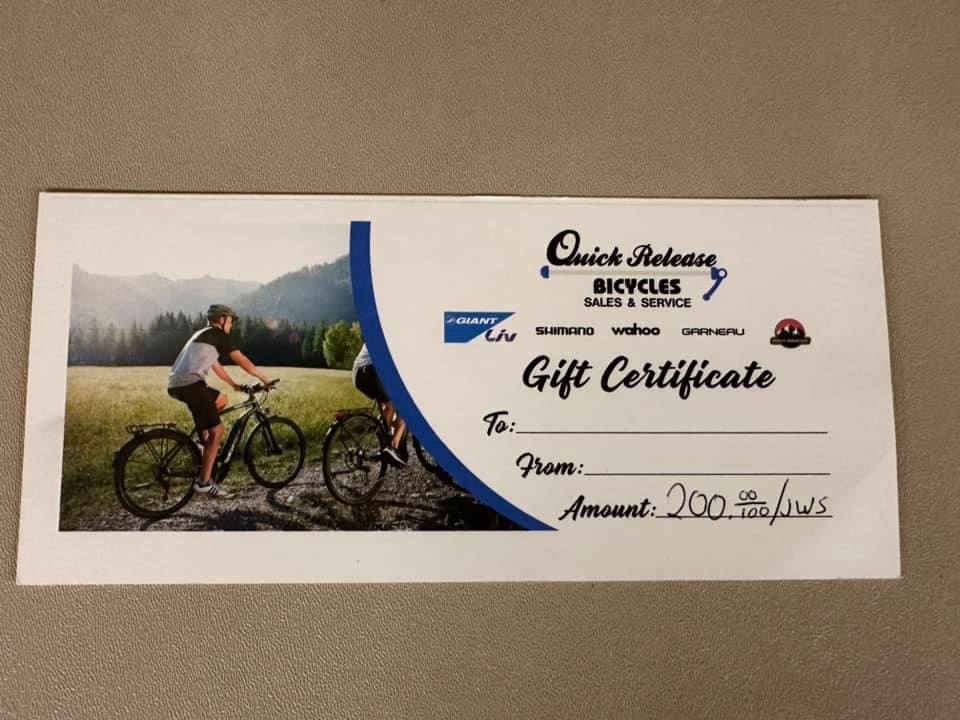 Quick Release
BICYCLES
SALES & SERVICE
GIANT Liv SHIMANO wahoo GARNEAU
Gift Certificate
To:
From:
Amount: 200.00/100/JWS